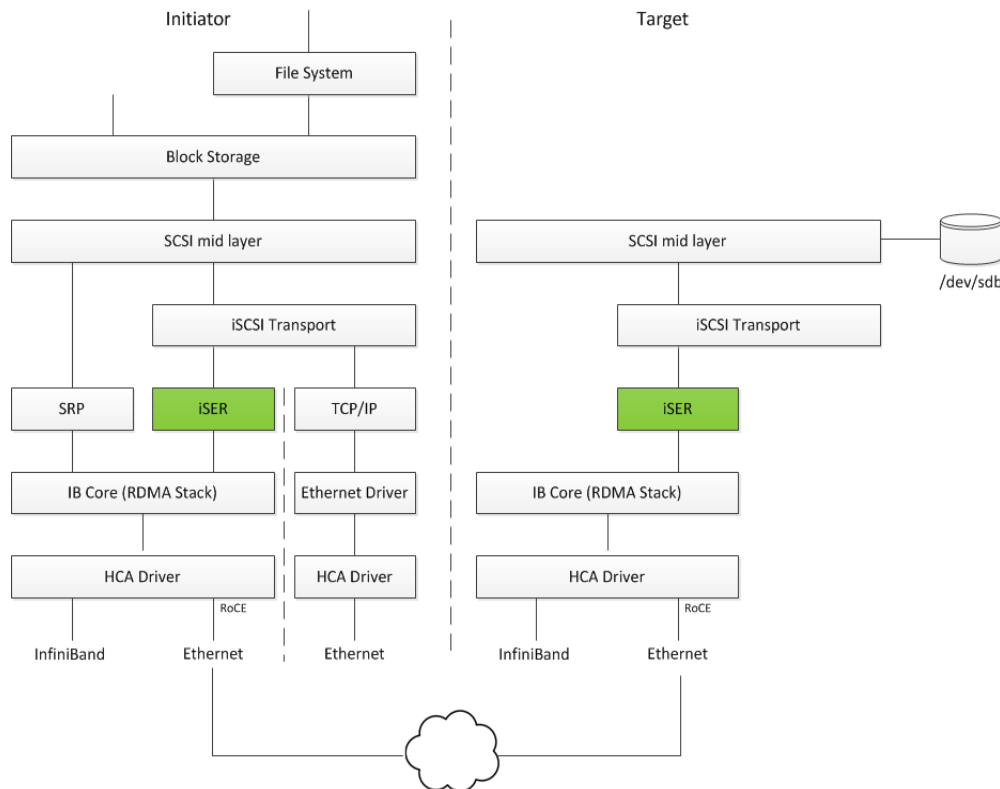 Initiator
Target
File System
Block Storage
SCSI mid layer
SCSI mid layer
/dev/sdb
iSCSI Transport
iSCSI Transport
SRP
iSER
TCP/IP
iSER
IB Core (RDMA Stack)
Ethernet Driver
IB Core (RDMA Stack)
HCA Driver
HCA Driver
HCA Driver
RoCE
RoCE
InfiniBand
Ethernet
Ethernet
InfiniBand
Ethernet